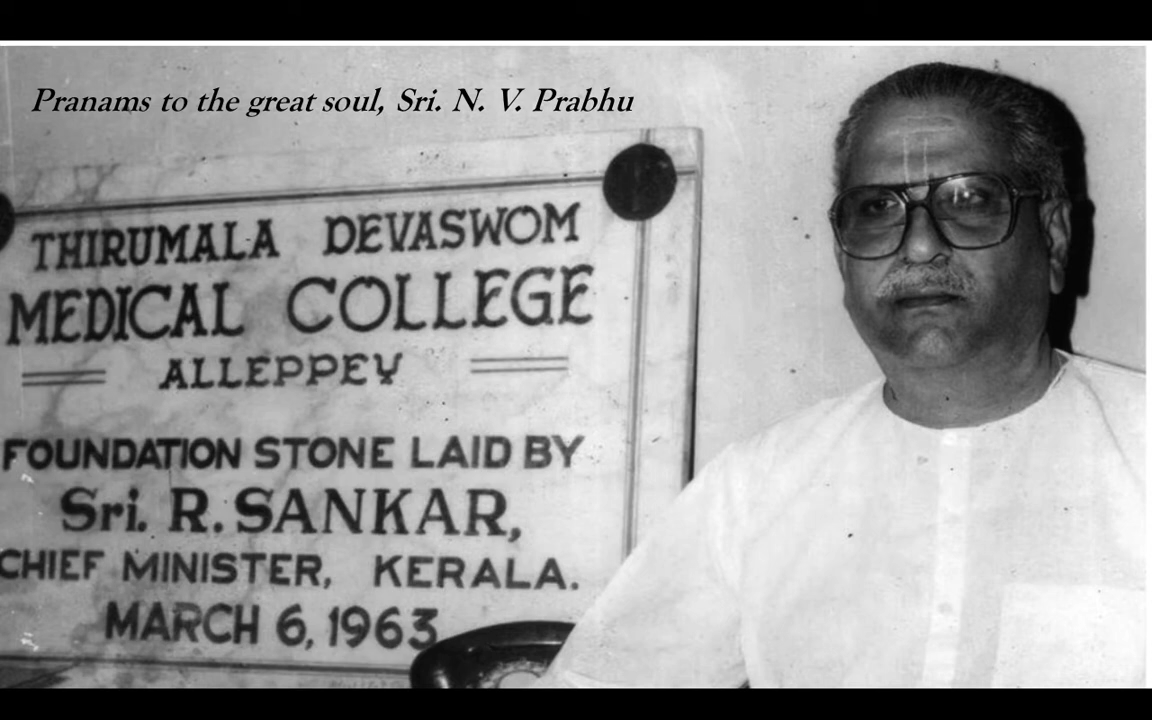 Pranams to the great soul, Sri. N. V. Prabhu
THIRUMALA DEVASWOM
MEDICAL COLLEGE
ALLEPPEY
FOUNDATION STONE LAID BY
Sri. R. SANKAR,
CHIEF MINISTER, KERALA.
MARCH 6, 1963